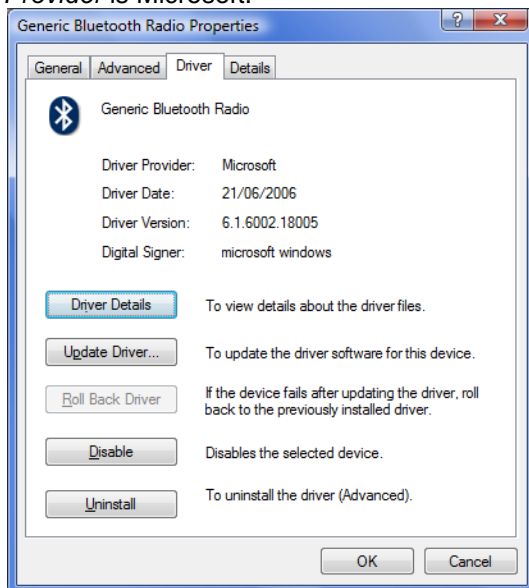 Provider is Microsoft.
Generic Bluetooth Radio Properties
General Advanced Driver Details
Generic Bluetooth Radio
Driver Provider: Microsoft
Driver Date: 21/06/2006
Driver Version: 6.1.6002.18005
Digital Signer: microsoft windows
Driver Details To view details about the driver files.
Update Driver... To update the driver software for this device.
Roll Back Driver If the device fails after updating the driver, roll
back to the previously installed driver.
Disable Disables the selected device.
Uninstall To uninstall the driver (Advanced).
OK Cancel